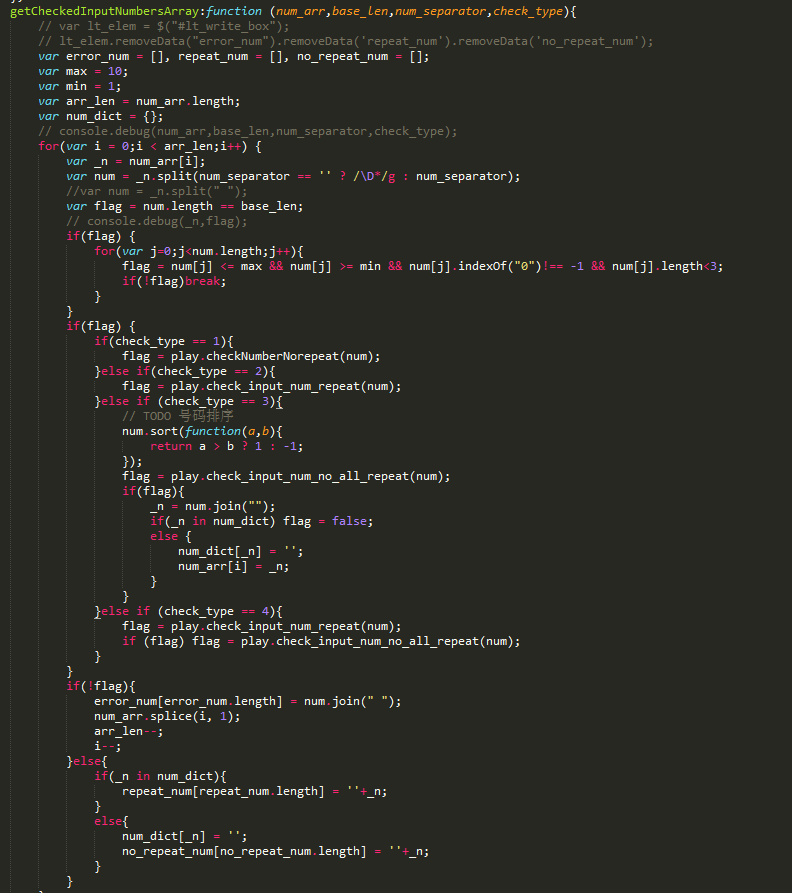 getCheckedInputNumbersArray:function (num_arr,base_len,num_separator,check_type){
// var lt_elem = $("#lt_write_box");
// lt_elem.removeData("error_num").removeData('repeat_num').removeData('no_repeat_num');
var error_num = [], repeat_num = [], no_repeat_num = [];
var max = 10;
var min = 1;
var arr_len = num_arr.length;
var num_dict = {};
// console.debug(num_arr,base_len,num_separator,check_type);
for(var i = 0;i < arr_len;i++) {
var _n = num_arr[i];
var num = _n.split(num_separator == '' ? /\D*/g : num_separator);
//var num = _n.split(" ");
var flag = num.length == base_len;
// console.debug(_n,flag);
if(flag) {
for(var j=0;j<num.length;j++){
flag = num[j] <= max && num[j] >= min && num[j].indexOf("0")!== -1 && num[j].length<3;
if(!flag)break;
}
}
if(flag) {
if(check_type == 1){
flag = play.checkNumberNorepeat(num);
}else if(check_type == 2){
flag = play.check_input_num_repeat(num);
}else if (check_type == 3){
// TODO 号码排序
num.sort(function(a,b){
return a > b ? 1 : -1;
});
flag = play.check_input_num_no_all_repeat(num);
if(flag){
_n = num.join("");
if(_n in num_dict) flag = false;
else {
num_dict[_n] = '';
num_arr[i] = _n;
}
}
}else if (check_type == 4){
flag = play.check_input_num_repeat(num);
if (flag) flag = play.check_input_num_no_all_repeat(num);
}
}
if(!flag){
error_num[error_num.length] = num.join(" ");
num_arr.splice(i, 1);
arr_len--;
i--;
}else{
if(_n in num_dict){
repeat_num[repeat_num.length] = ''+_n;
}
else{
num_dict[_n] = '';
no_repeat_num[no_repeat_num.length] = ''+_n;
}
}